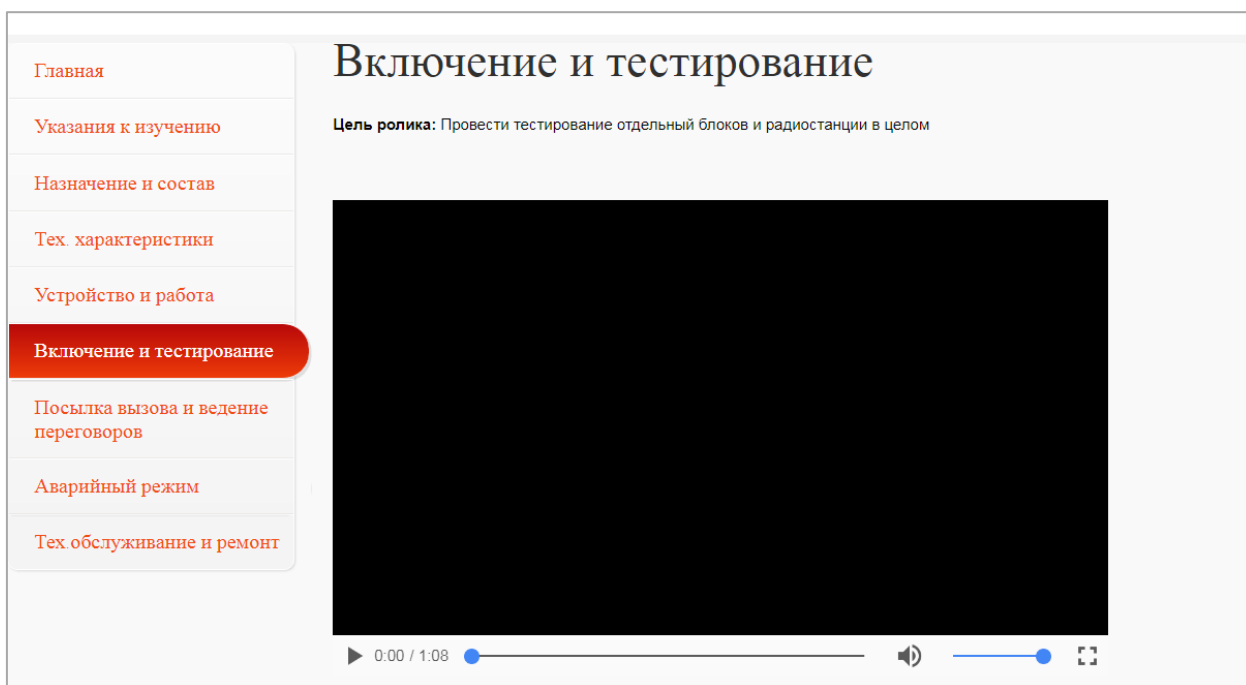 Главная
Указания к изучению
Назначение и состав
Тех. характеристики
Устройство и работа
Включение и тестирование
Посылка вызова и ведение
переговоров
Аварийный режим
Тех.обслуживание и ремонт
Включение и тестирование
Цель ролика: Провести тестирование отдельный блоков и радиостанции в целом
0:00 / 1:08